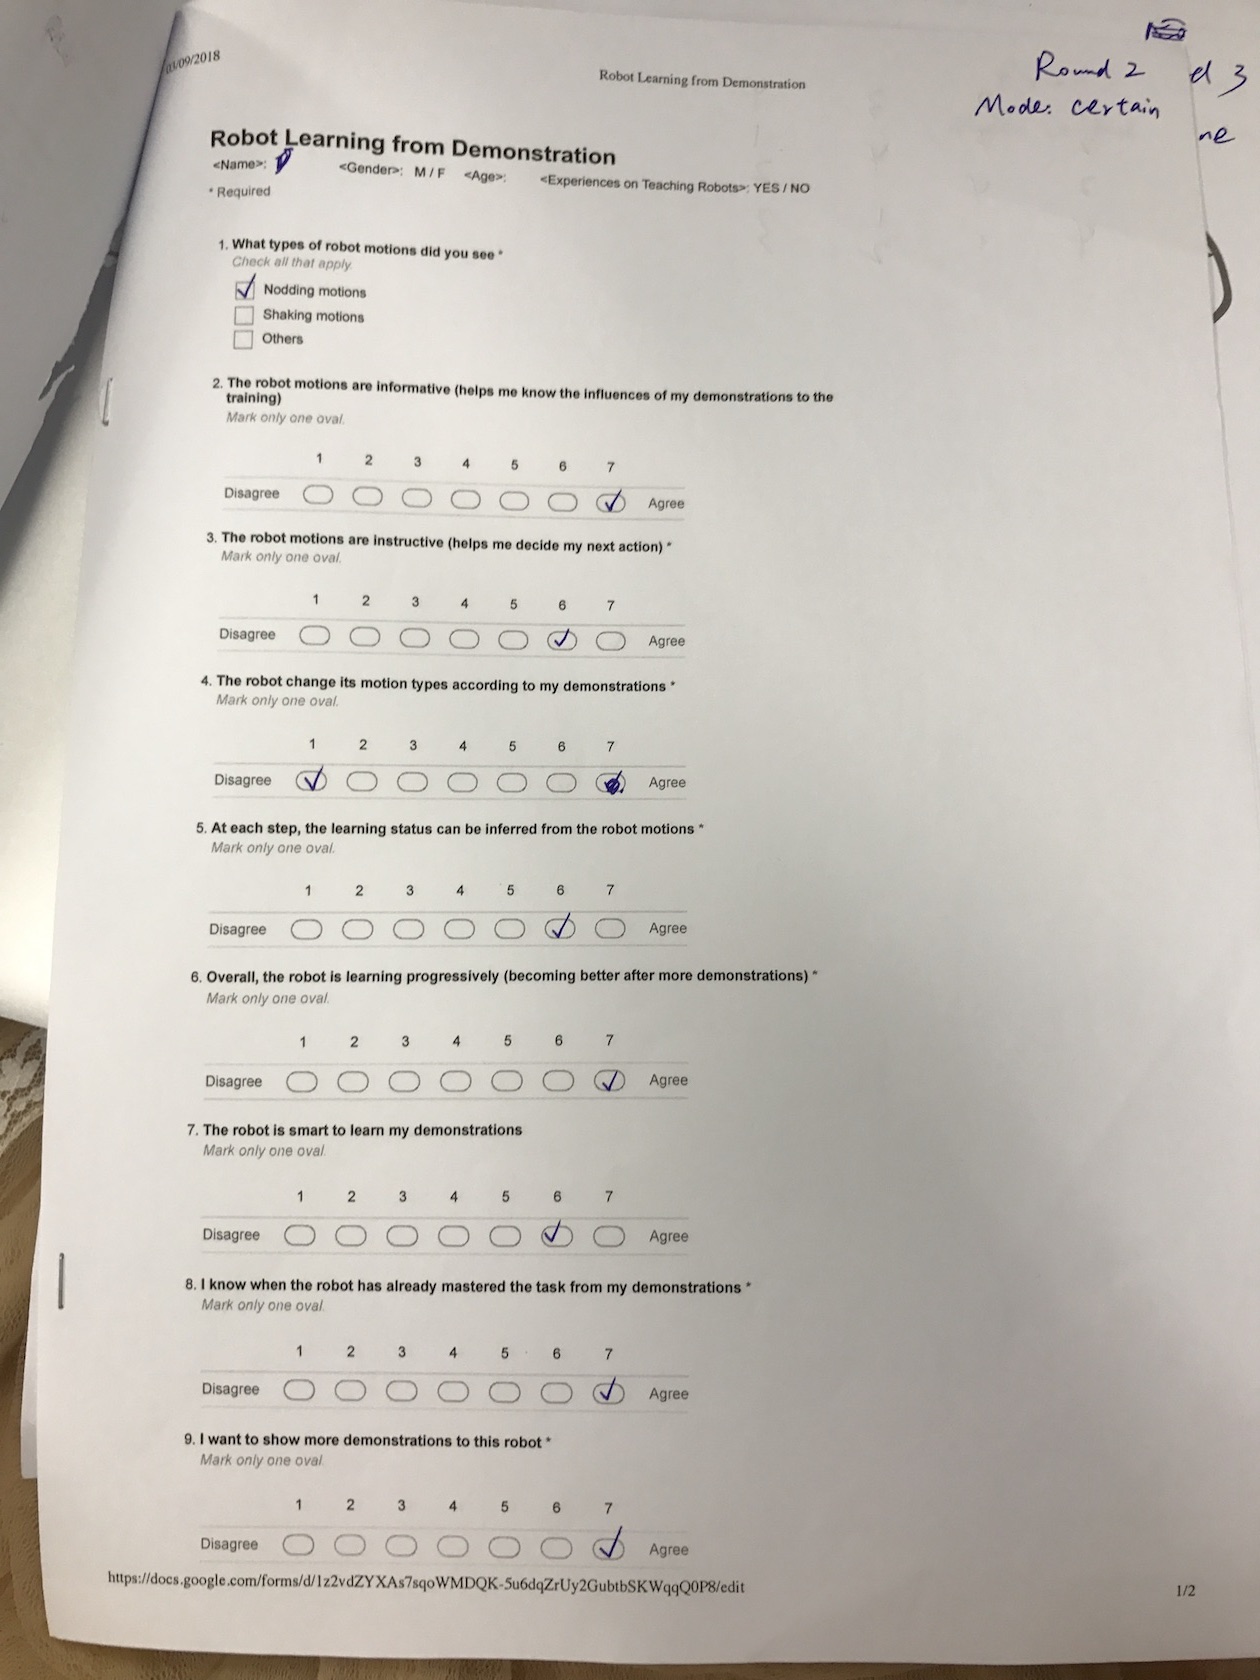 Round 2
d 3
Mode: certain
ne
/09/2018
Robot Learning from Demonstration
Robot Learning from Demonstration
<Name>: <Gender>: M / F <Age>: <Experiences on Teaching Robots>: YES / NO
* Required
1. What types of robot motions did you see *
Check all that apply.
Nodding motions
Shaking motions
Others
2. The robot motions are informative (helps me know the influences of my demonstrations to the
training)
Mark only one oval.
1 2 3 4 5 6 7
Disagree Agree
3. The robot motions are instructive (helps me decide my next action) *
Mark only one oval.
1 2 3 4 5 6 7
Disagree Agree
4. The robot change its motion types according to my demonstrations *
Mark only one oval.
1 2 3 4 5 6 7
Disagree Agree
5. At each step, the learning status can be inferred from the robot motions *
Mark only one oval.
1 2 3 4 5 6 7
Disagree Agree
6. Overall, the robot is learning progressively (becoming better after more demonstrations) *
Mark only one oval.
1 2 3 4 5 6 7
Disagree Agree
7. The robot is smart to learn my demonstrations
Mark only one oval.
1 2 3 4 5 6 7
Disagree Agree
8. I know when the robot has already mastered the task from my demonstrations *
Mark only one oval.
1 2 3 4 5 6 7
Disagree Agree
9. I want to show more demonstrations to this robot *
Mark only one oval.
1 2 3 4 5 6 7
Disagree Agree
https://docs.google.com/forms/d/1z2vdZYXAs7sqoWMDQK-5u6dqZrUy2GubtbSKWqqQ0P8/edit
1/2